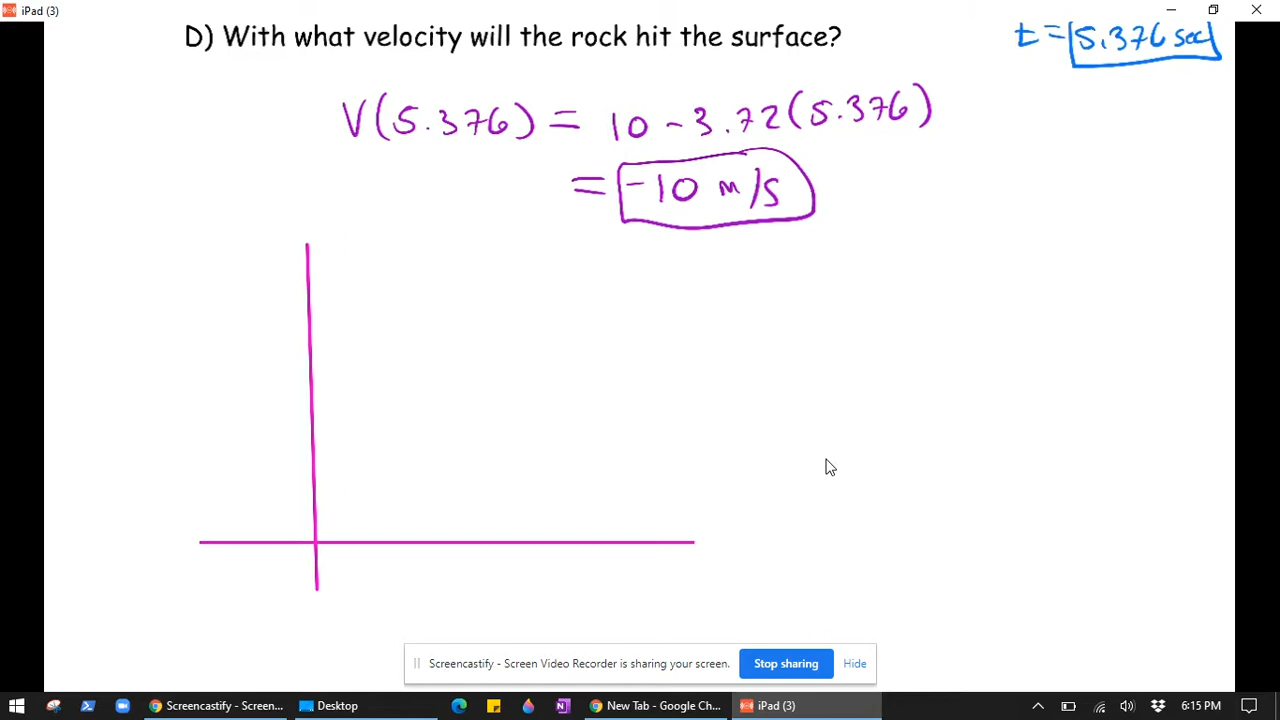 iPad (3)
D) With what velocity will the rock hit the surface?
t = 5.376 sec
V(5.376) = 10 - 3.72(5.376)
= -10 m/s
Screencastify - Screen Video Recorder is sharing your screen.
Stop sharing
Hide
Screencastify - Screen...
Desktop
New Tab - Google Ch...
iPad (3)
6:15 PM